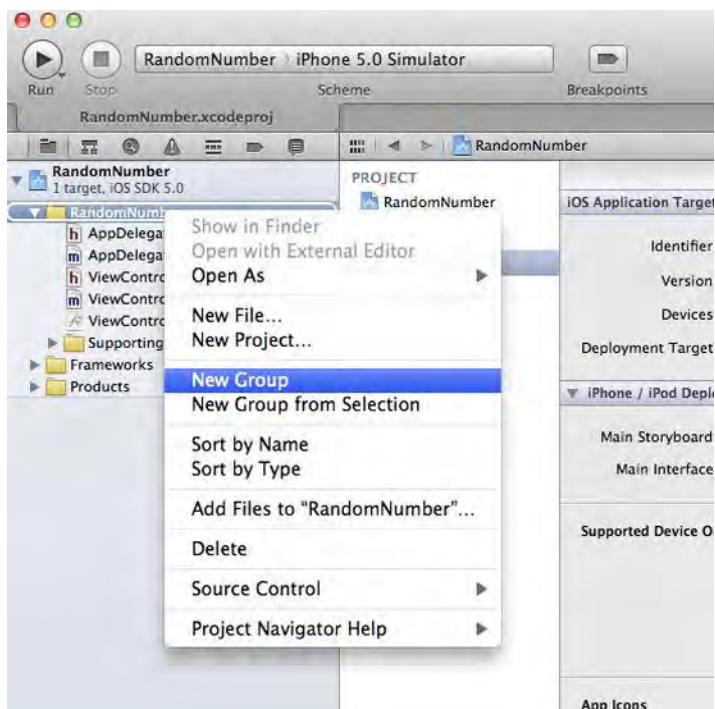 RandomNumber iPhone 5.0 Simulator
Run Stop Scheme Breakpoints
RandomNumber.xcodeproj
RandomNumber
RandomNumber
1 target, iOS SDK 5.0
RandomNumb
h AppDelega
m AppDelega
h ViewContro
m ViewContro
ViewContro
Supporting
Frameworks
Products
PROJECT
RandomNumber
Show in Finder
Open with External Editor
Open As
New File...
New Project...
New Group
New Group from Selection
Sort by Name
Sort by Type
Add Files to “RandomNumber”...
Delete
Source Control
Project Navigator Help
iOS Application Target
Identifier
Version
Devices
Deployment Target
iPhone / iPod Deplo
Main Storyboard
Main Interface
Supported Device O
App Icons